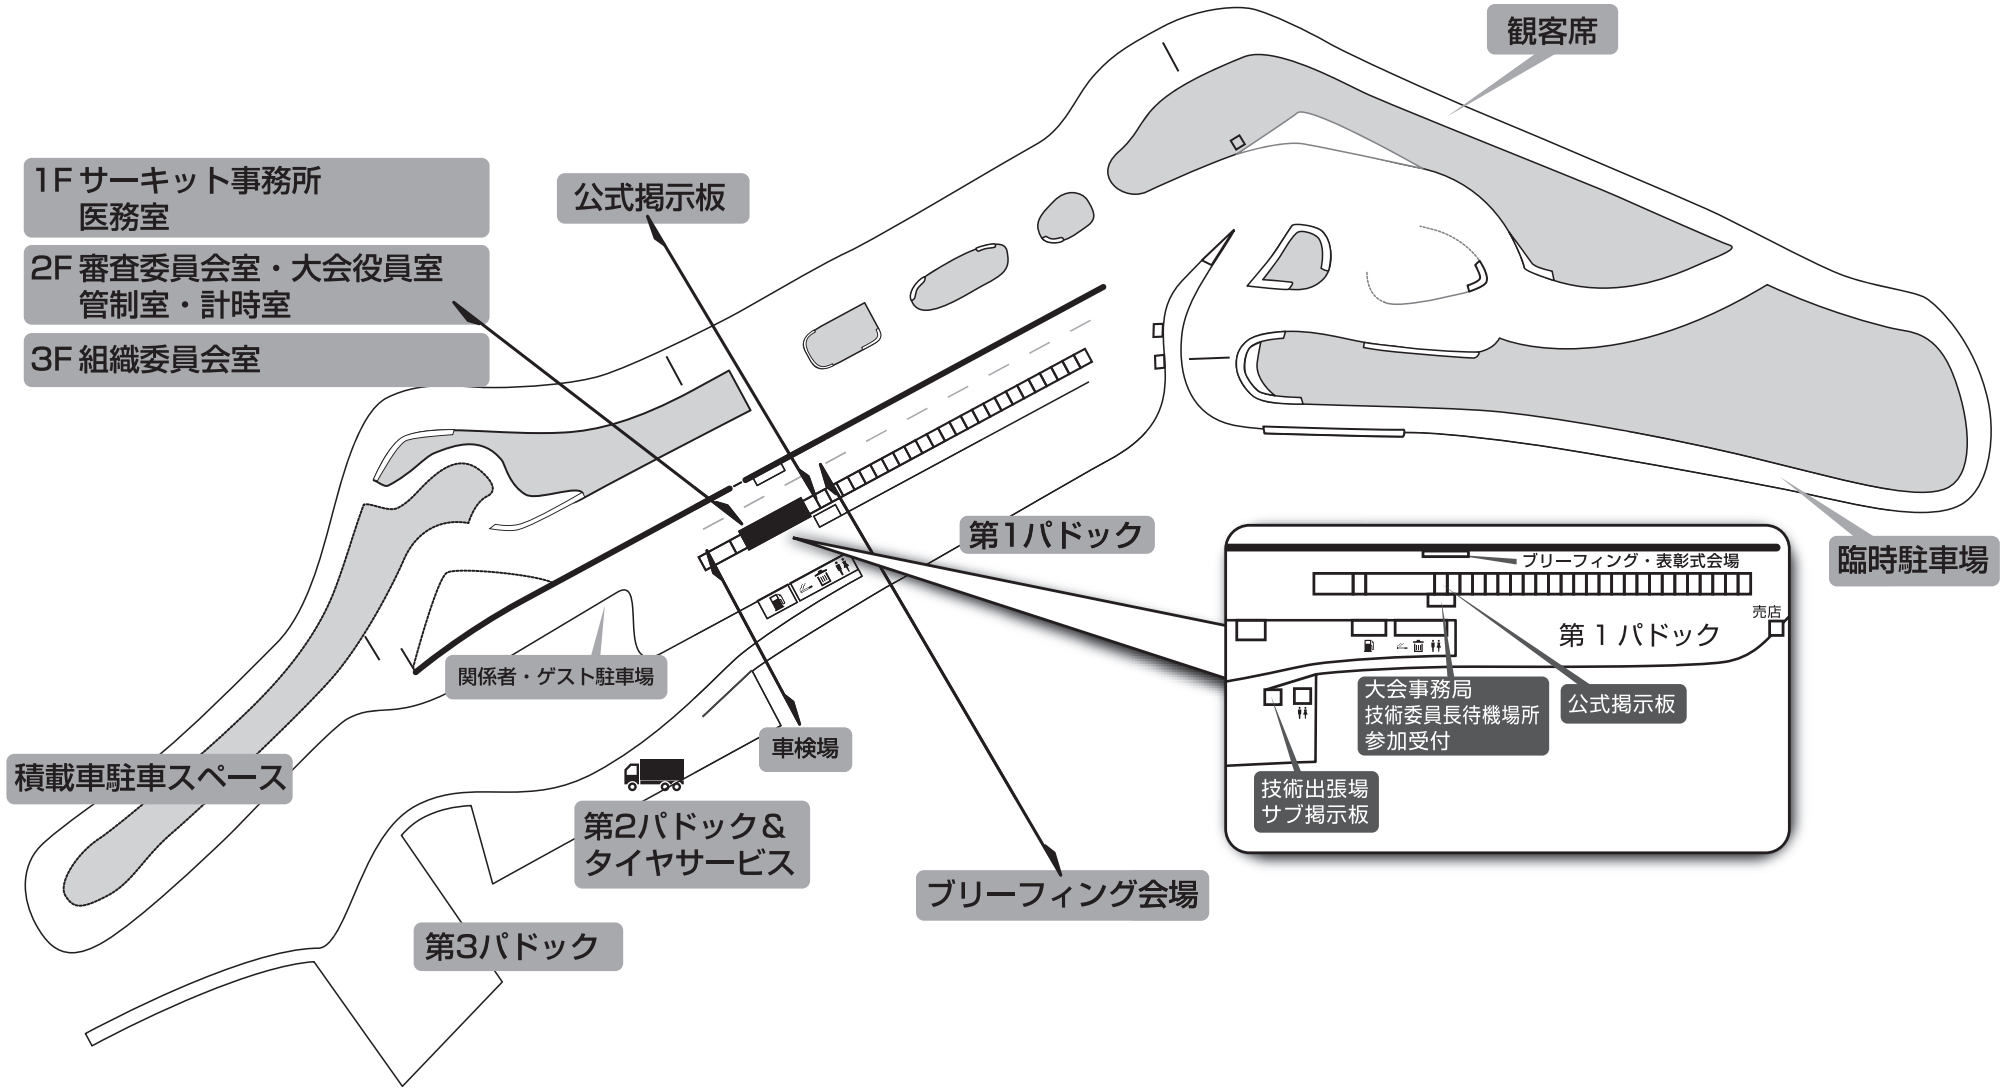 観客席
1F サーキット事務所
医務室
2F 審査委員会室・大会役員室
管制室・計時室
3F 組織委員会室
公式掲示板
第1パドック
臨時駐車場
関係者・ゲスト駐車場
車検場
積載車駐車スペース
第2パドック＆
タイヤサービス
ブリーフィング会場
第3パドック
ブリーフィング・表彰式会場
売店
第１パドック
大会事務局
技術委員長待機場所
参加受付
公式掲示板
技術出張場
サブ掲示板